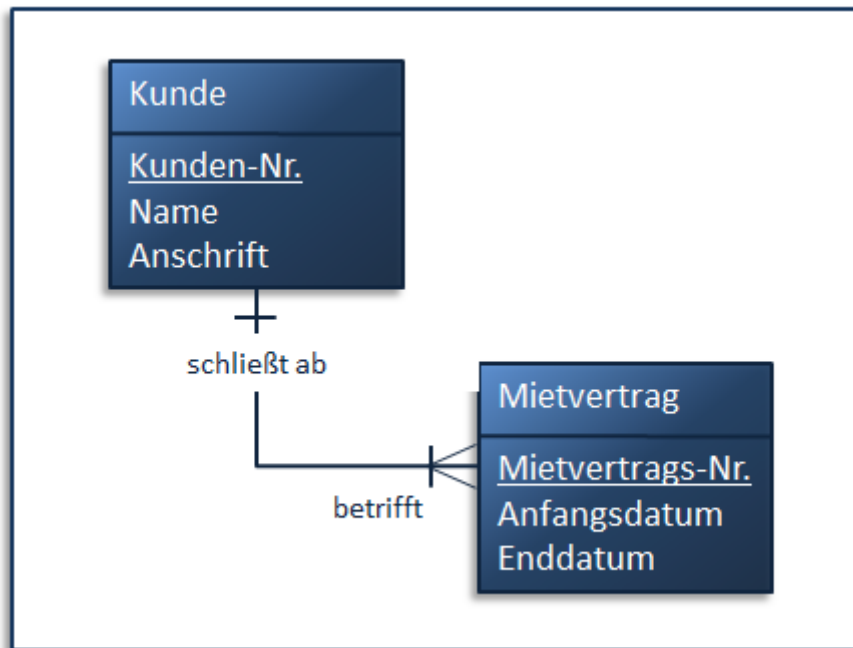 Kunde
Kunden-Nr.
Name
Anschrift
schließt ab
Mietvertrag
Mietvertrags-Nr.
Anfangsdatum
Enddatum
betrifft